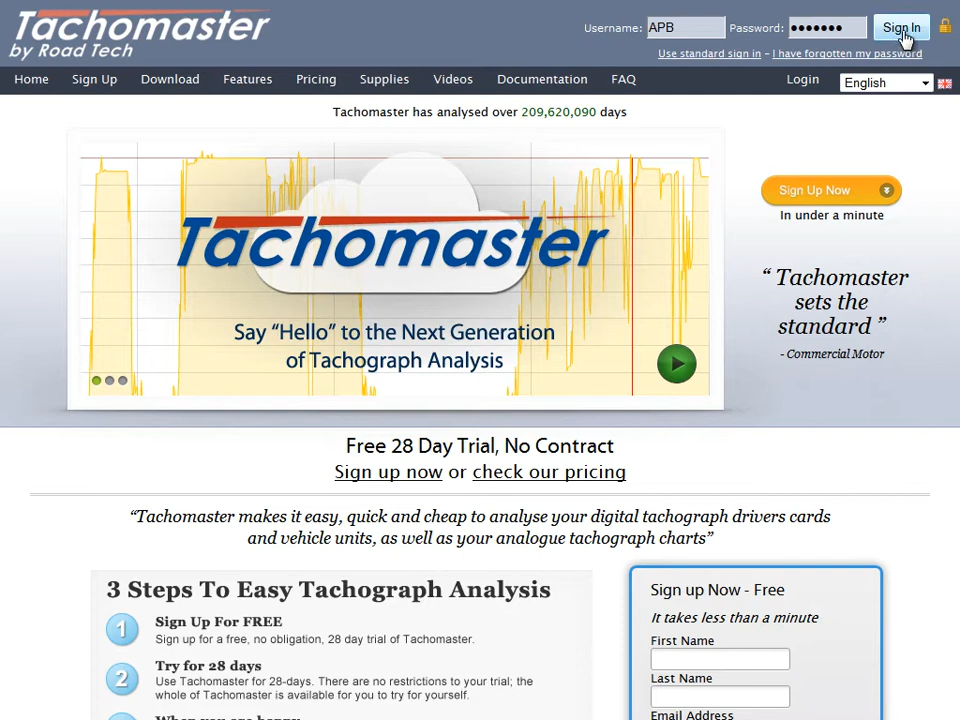 Tachomaster
by Road Tech
Username: APB Password: ●●●●●●● Sign In
Use standard sign in - I have forgotten my password
Home Sign Up Download Features Pricing Supplies Videos Documentation FAQ Login English
Tachomaster has analysed over 209,620,090 days
Tachomaster
Say “Hello” to the Next Generation
of Tachograph Analysis
Sign Up Now
In under a minute
“ Tachomaster
sets the
standard ”
- Commercial Motor
Free 28 Day Trial, No Contract
Sign up now or check our pricing
“Tachomaster makes it easy, quick and cheap to analyse your digital tachograph drivers cards
and vehicle units, as well as your analogue tachograph charts”
3 Steps To Easy Tachograph Analysis
1 Sign Up For FREE
Sign up for a free, no obligation, 28 day trial of Tachomaster.
2 Try for 28 days
Use Tachomaster for 28-days. There are no restrictions to your trial; the
whole of Tachomaster is available for you to try for yourself.
When you are happy
Sign up Now - Free
It takes less than a minute
First Name
Last Name
Email Address